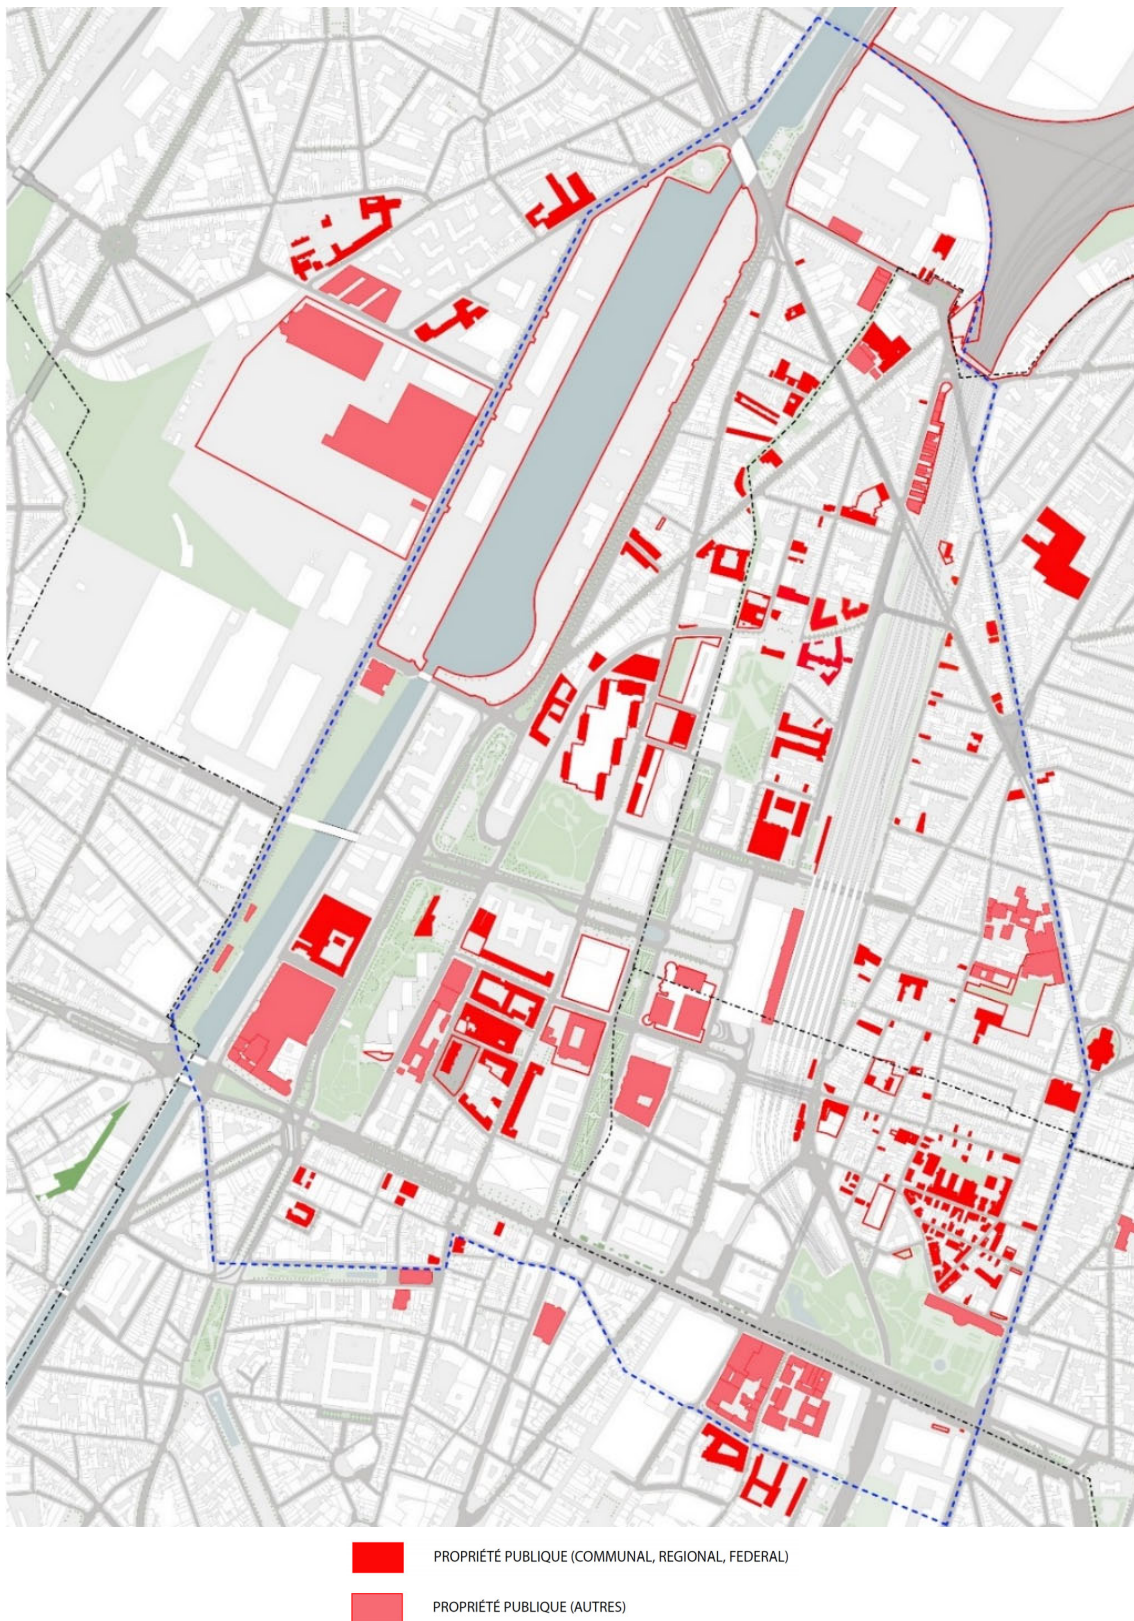 PROPRIÉTÉ PUBLIQUE (COMMUNAL, REGIONAL, FEDERAL)
PROPRIÉTÉ PUBLIQUE (AUTRES)